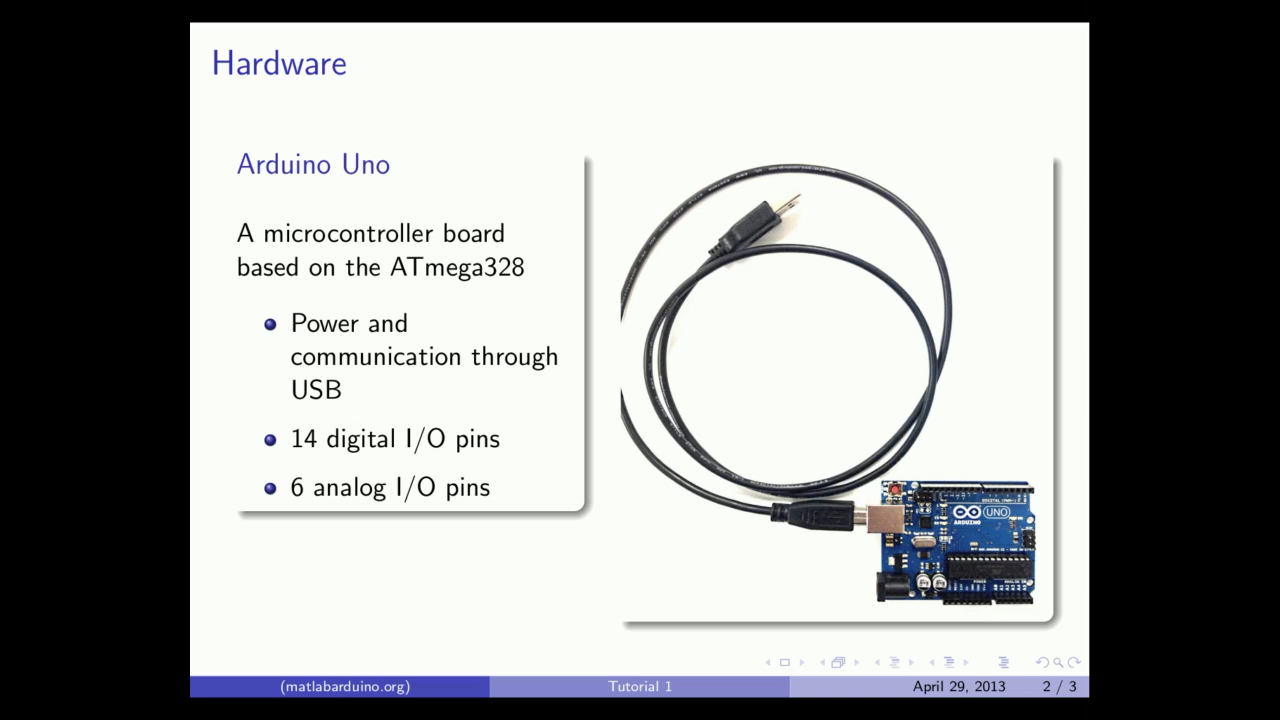 Hardware
Arduino Uno
A microcontroller board
based on the ATmega328
Power and
communication through
USB
14 digital I/O pins
6 analog I/O pins
UNO
ARDUINO
(matlabarduino.org)
Tutorial 1
April 29, 2013
2 / 3